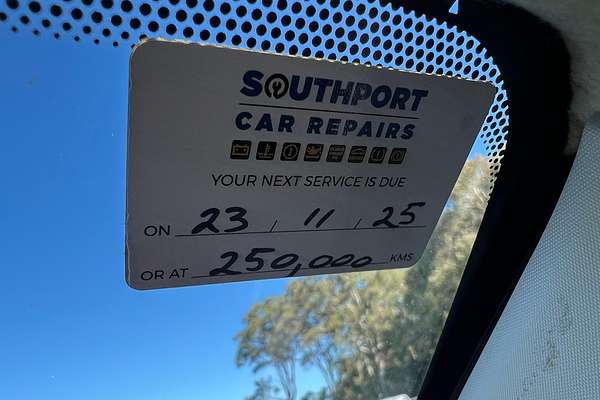 SOUTHPORT
CAR REPAIRS
YOUR NEXT SERVICE IS DUE
ON 23 / 11 / 25
OR AT 250,000 KMS